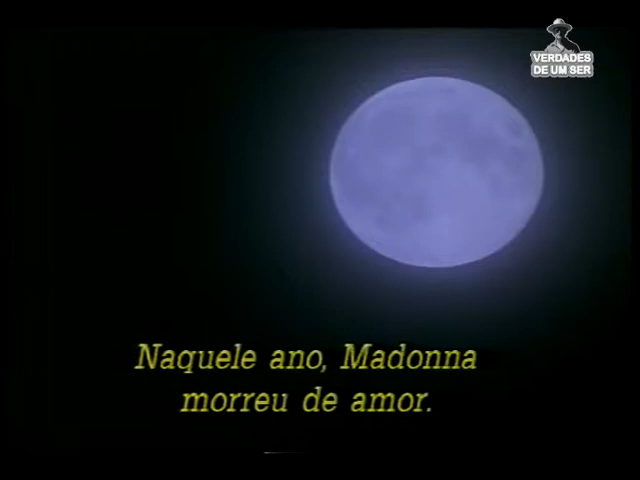 VERDADES
DE UM SER
Naquele ano, Madonna
morreu de amor.